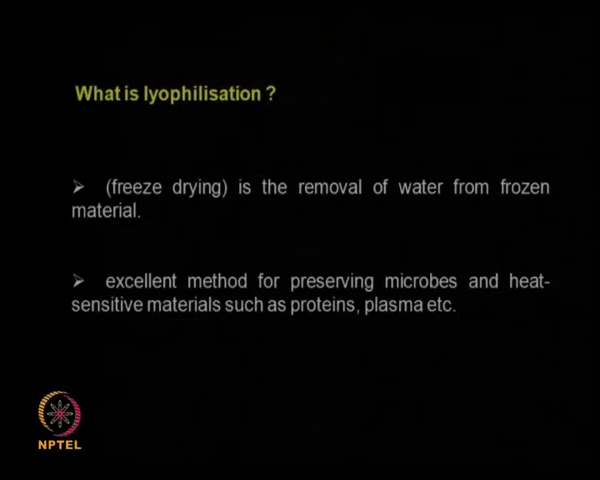 What is lyophilisation ?
➢ (freeze drying) is the removal of water from frozen
material.
➢ excellent method for preserving microbes and heat-
sensitive materials such as proteins, plasma etc.
NPTEL